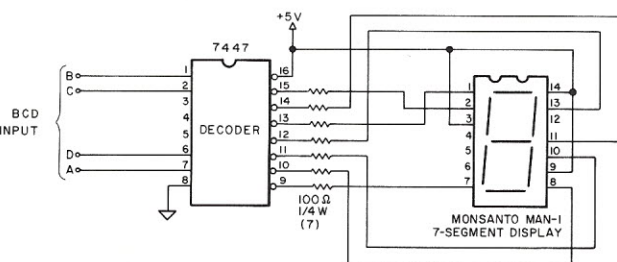 +5V
7447
B
C
BCD
INPUT
D
A
1
2
3
4
5
6
7
8
DECODER
16
15
14
13
12
11
10
9
100Ω
1/4 W
(7)
1
2
3
4
5
6
7
14
13
12
11
10
9
8
MONSANTO MAN-1
7-SEGMENT DISPLAY